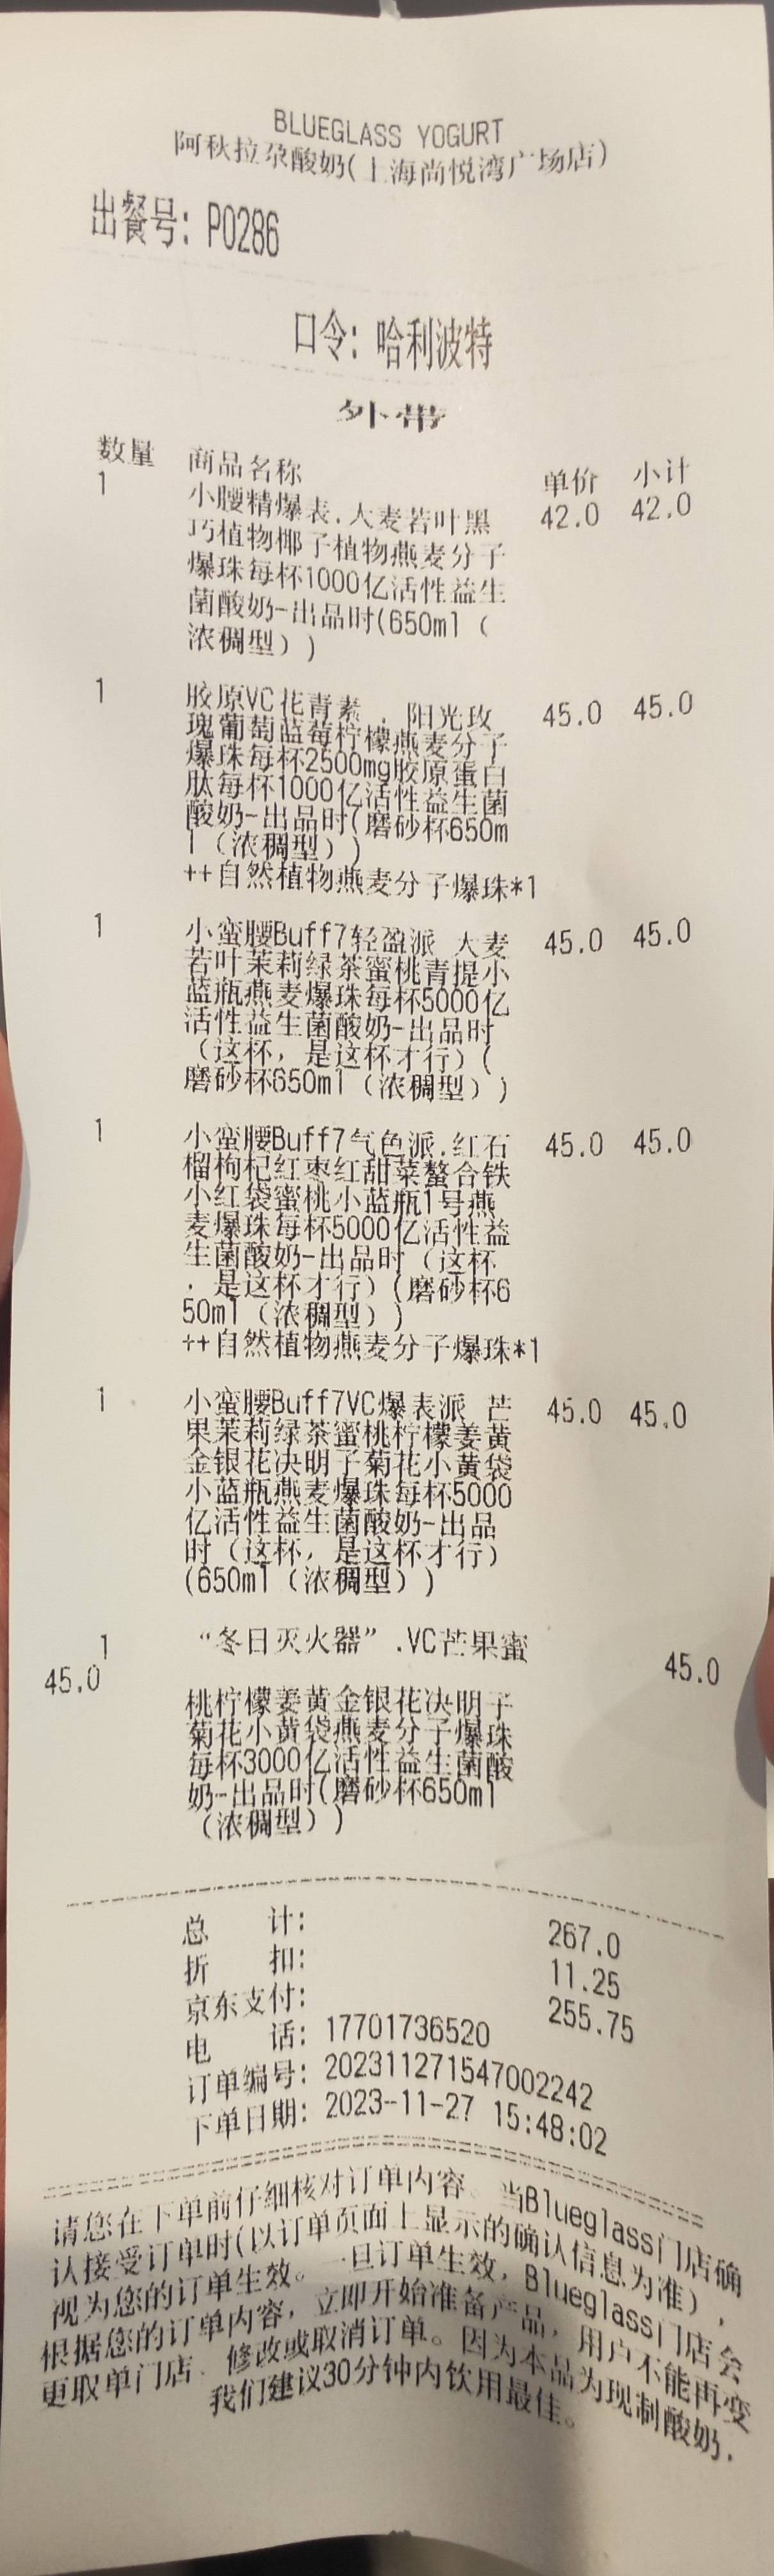 BLUEGLASS YOGURT
阿秋拉尕酸奶(上海尚悦湾广场店)
出餐号: P0286
口令: 哈利波特
外带
数量 商品名称 单价 小计
1 小腰精爆表.大麦若叶黑 42.0 42.0
巧植物椰子植物燕麦分子
爆珠每杯1000亿活性益生
菌酸奶-出品时(650ml（
浓稠型）)
1 胶原VC花青素．阳光玫 45.0 45.0
瑰葡萄蓝莓柠檬燕麦分子
爆珠每杯2500mg胶原蛋白
肽每杯1000亿活性益生菌
酸奶-出品时(磨砂杯650m
l（浓稠型）)
++自然植物燕麦分子爆珠*1
1 小蛮腰Buff7轻盈派 大麦 45.0 45.0
若叶茉莉绿茶蜜桃青提小
蓝瓶燕麦爆珠每杯5000亿
活性益生菌酸奶-出品时
（这杯，是这杯才行）(
磨砂杯650ml（浓稠型）)
1 小蛮腰Buff7气色派.红石 45.0 45.0
榴枸杞红枣红甜菜螯合铁
小红袋蜜桃小蓝瓶1号燕
麦爆珠每杯5000亿活性益
生菌酸奶-出品时（这杯
，是这杯才行）(磨砂杯6
50ml（浓稠型）)
++自然植物燕麦分子爆珠*1
1 小蛮腰Buff7VC爆表派 芒 45.0 45.0
果茉莉绿茶蜜桃柠檬姜黄
金银花决明子菊花小黄袋
小蓝瓶燕麦爆珠每杯5000
亿活性益生菌酸奶-出品
时（这杯，是这杯才行）
(650ml（浓稠型）)
1 “冬日灭火器”.VC芒果蜜 45.0
45.0
桃柠檬姜黄金银花决明子
菊花小黄袋燕麦分子爆珠
每杯3000亿活性益生菌酸
奶-出品时(磨砂杯650ml
（浓稠型）)
总 计: 267.0
折 扣: 11.25
京东支付: 255.75
电 话: 17701736520
订单编号: 202311271547002242
下单日期: 2023-11-27 15:48:02
请您在下单前仔细核对订单内容。当Blueglass门店确
认接受订单时(以订单页面上显示的确认信息为准)，
视为您的订单生效。一旦订单生效，Blueglass门店会
根据您的订单内容，立即开始准备产品，用户不能再变
更取单门店、修改或取消订单。因为本品为现制酸奶，
我们建议30分钟内饮用最佳。